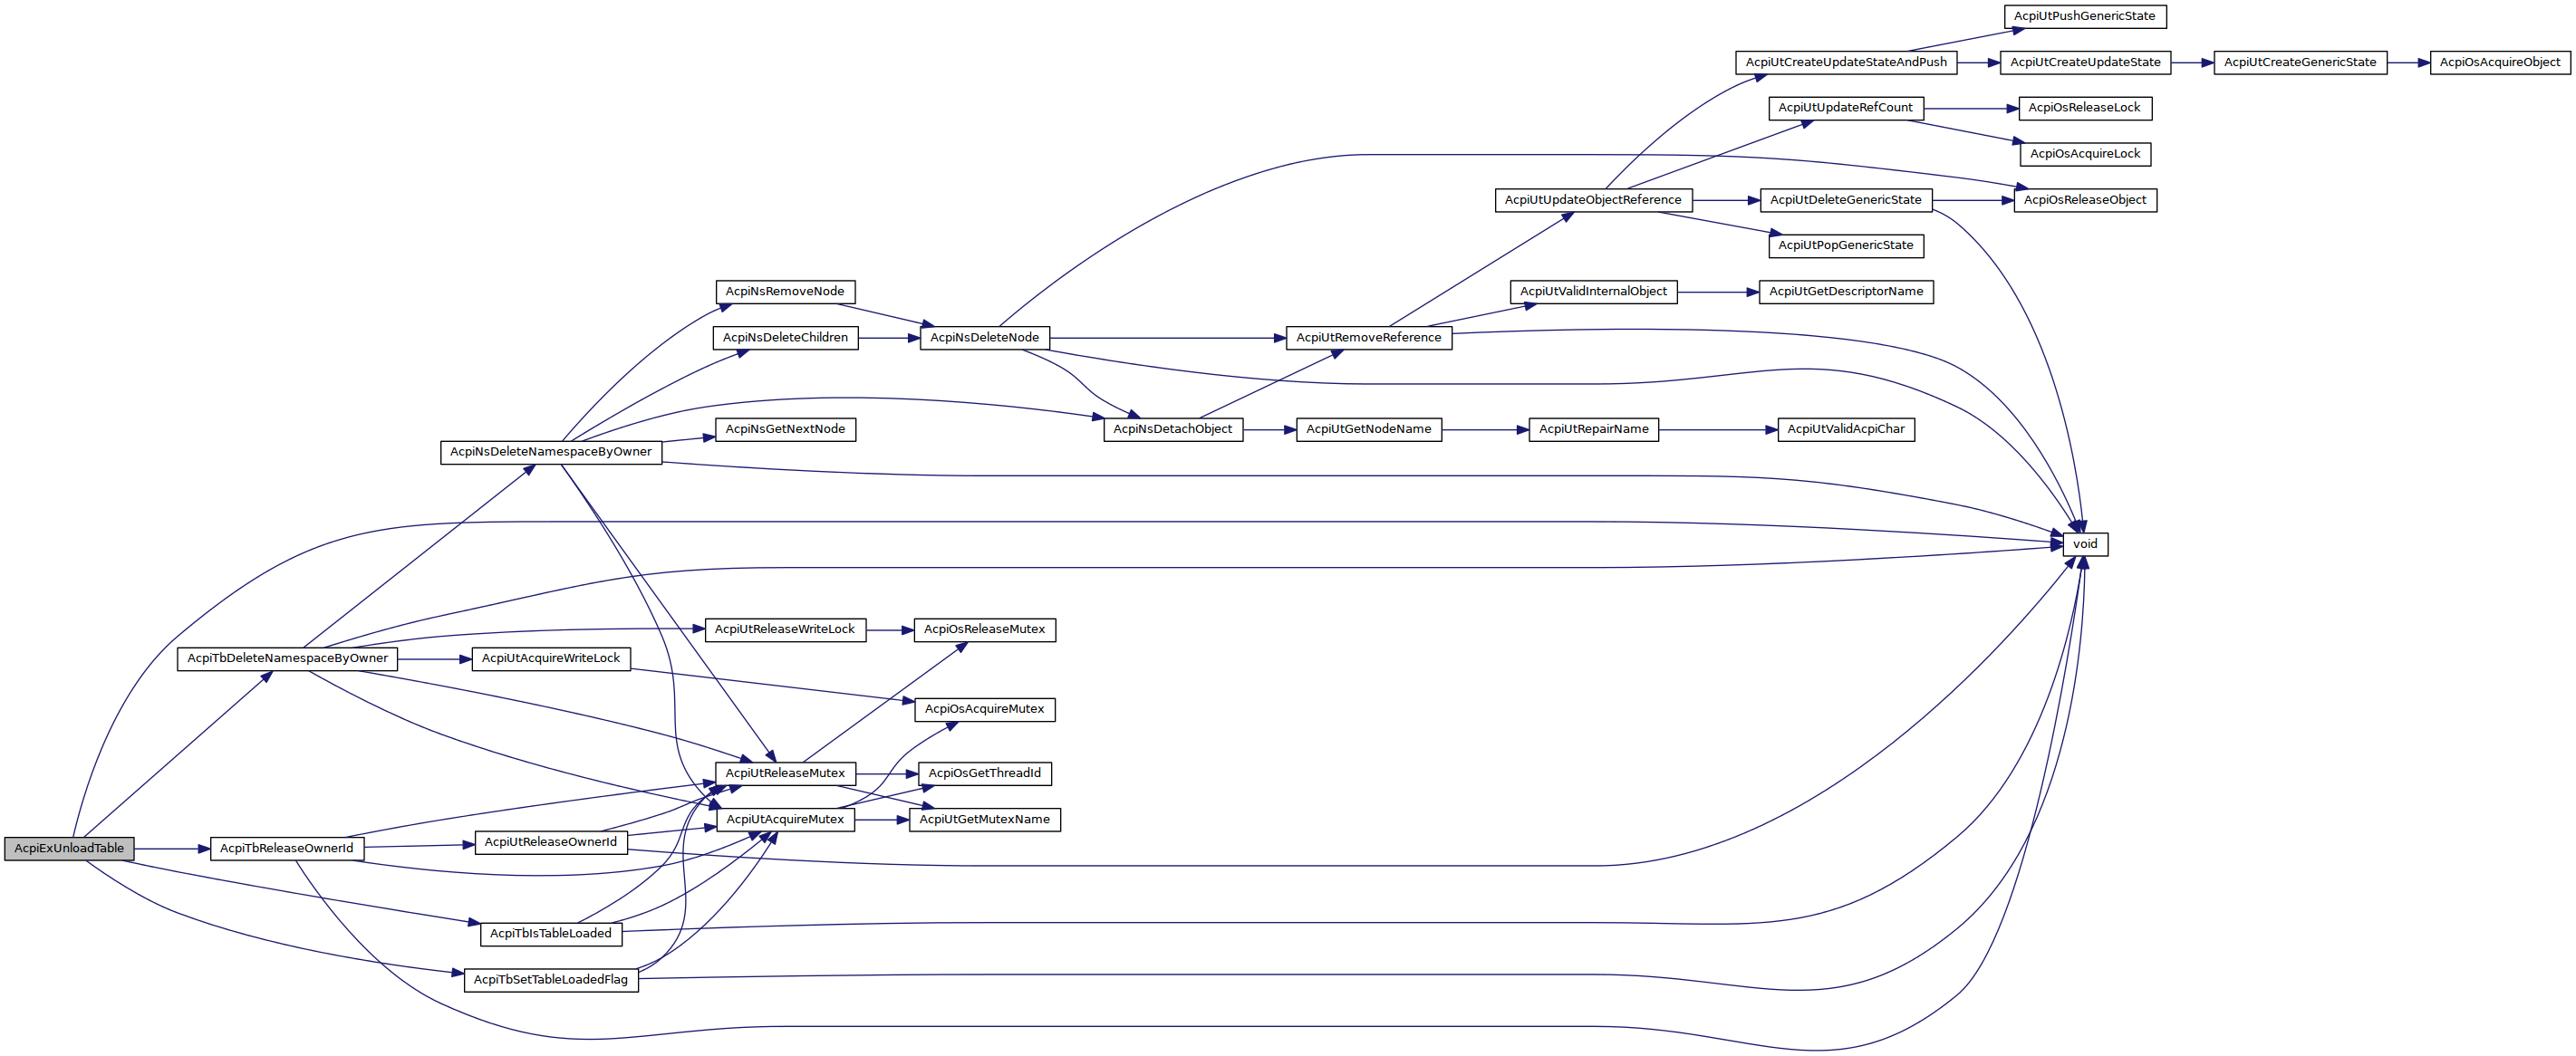 AcpiUtPushGenericState
AcpiUtCreateUpdateStateAndPush
AcpiUtCreateUpdateState
AcpiUtCreateGenericState
AcpiOsAcquireObject
AcpiUtUpdateRefCount
AcpiOsReleaseLock
AcpiOsAcquireLock
AcpiUtUpdateObjectReference
AcpiUtDeleteGenericState
AcpiOsReleaseObject
AcpiUtPopGenericState
AcpiNsRemoveNode
AcpiUtValidInternalObject
AcpiUtGetDescriptorName
AcpiNsDeleteChildren
AcpiNsDeleteNode
AcpiUtRemoveReference
AcpiNsGetNextNode
AcpiNsDetachObject
AcpiUtGetNodeName
AcpiUtRepairName
AcpiUtValidAcpiChar
AcpiNsDeleteNamespaceByOwner
void
AcpiUtReleaseWriteLock
AcpiOsReleaseMutex
AcpiTbDeleteNamespaceByOwner
AcpiUtAcquireWriteLock
AcpiOsAcquireMutex
AcpiUtReleaseMutex
AcpiOsGetThreadId
AcpiUtAcquireMutex
AcpiUtGetMutexName
AcpiExUnloadTable
AcpiTbReleaseOwnerId
AcpiUtReleaseOwnerId
AcpiTbIsTableLoaded
AcpiTbSetTableLoadedFlag